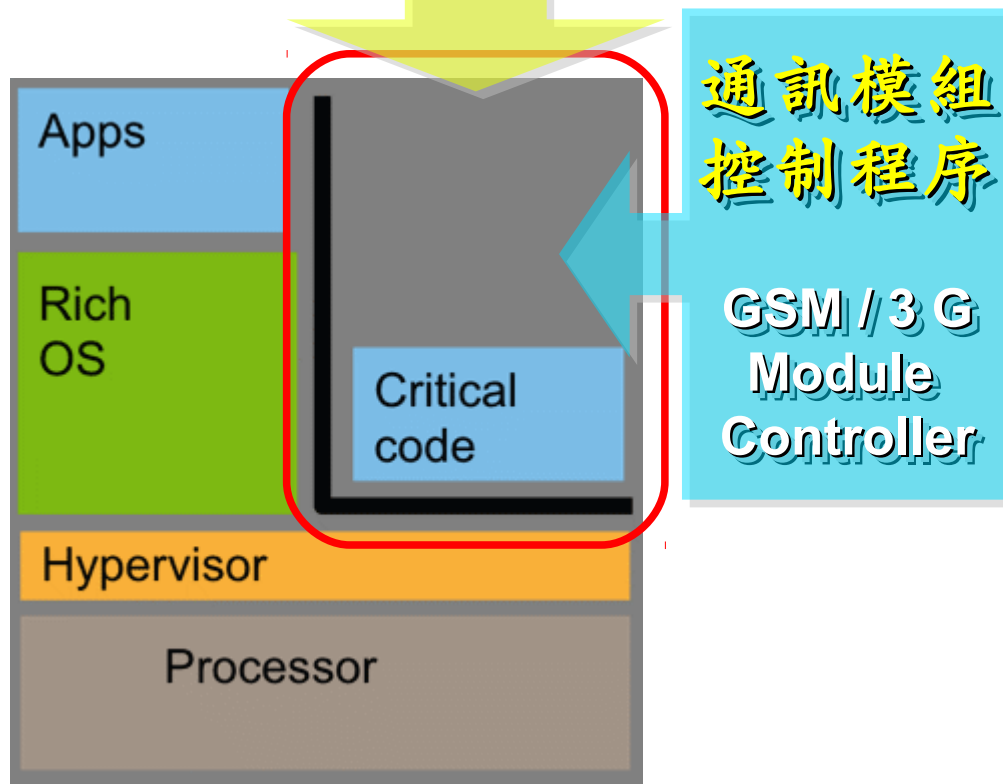 Apps
Rich
OS
Critical
code
Hypervisor
Processor
通訊模組
控制程序
GSM / 3 G
Module
Controller